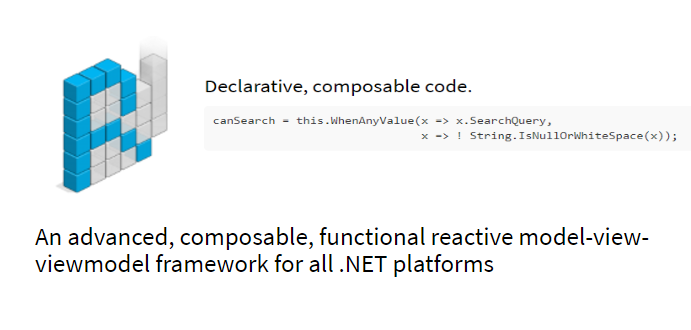 Declarative, composable code.
canSearch = this.WhenAnyValue(x => x.SearchQuery,
x => ! String.IsNullOrWhiteSpace(x));
An advanced, composable, functional reactive model-view-
viewmodel framework for all .NET platforms